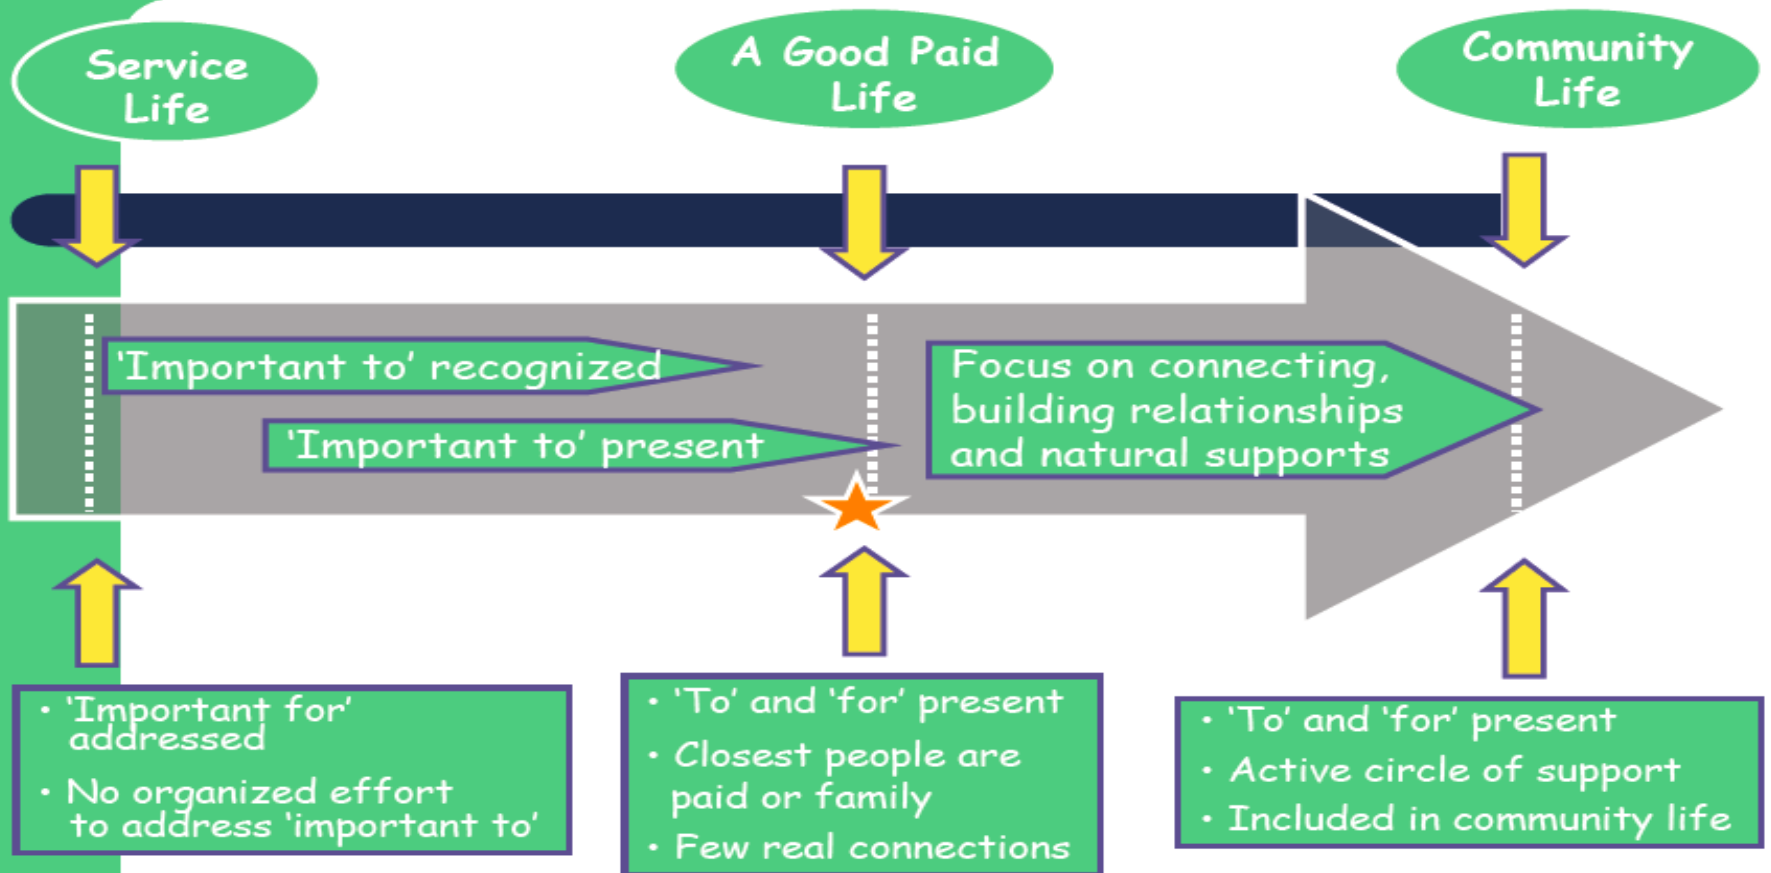 Service
Life
A Good Paid
Life
Community
Life
‘Important to’ recognized
‘Important to’ present
Focus on connecting,
building relationships
and natural supports
• ‘Important for’
addressed
• No organized effort
to address ‘important to’
• ‘To’ and ‘for’ present
• Closest people are
paid or family
• Few real connections
• ‘To’ and ‘for’ present
• Active circle of support
• Included in community life